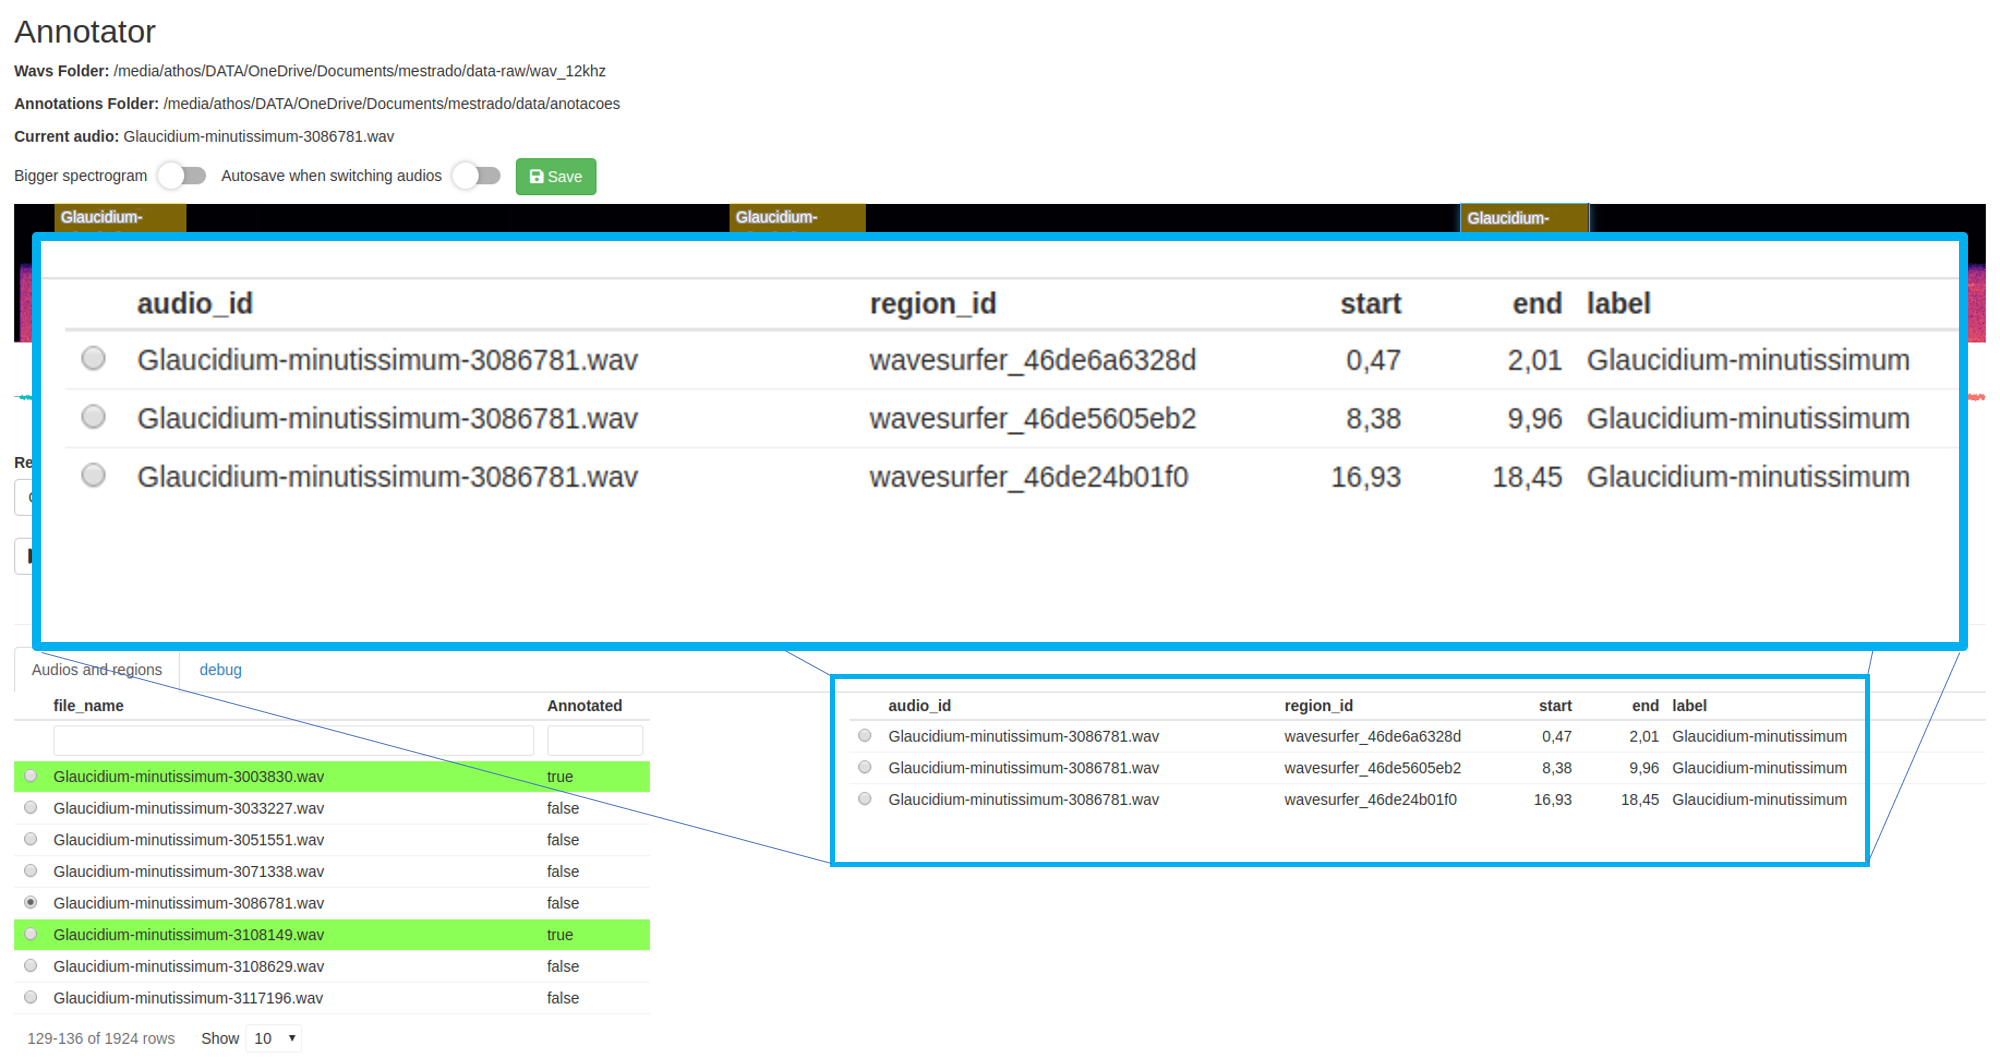 Annotator
Wavs Folder: /media/athos/DATA/OneDrive/Documents/mestrado/data-raw/wav_12khz
Annotations Folder: /media/athos/DATA/OneDrive/Documents/mestrado/data/anotacoes
Current audio: Glaucidium-minutissimum-3086781.wav
Bigger spectrogram Autosave when switching audios Save
Glaucidium- Glaucidium- Glaucidium-
audio_id region_id start end label
Glaucidium-minutissimum-3086781.wav wavesurfer_46de6a6328d 0,47 2,01 Glaucidium-minutissimum
Glaucidium-minutissimum-3086781.wav wavesurfer_46de5605eb2 8,38 9,96 Glaucidium-minutissimum
Glaucidium-minutissimum-3086781.wav wavesurfer_46de24b01f0 16,93 18,45 Glaucidium-minutissimum
Re
Audios and regions debug
file_name Annotated
Glaucidium-minutissimum-3003830.wav true
Glaucidium-minutissimum-3033227.wav false
Glaucidium-minutissimum-3051551.wav false
Glaucidium-minutissimum-3071338.wav false
Glaucidium-minutissimum-3086781.wav false
Glaucidium-minutissimum-3108149.wav true
Glaucidium-minutissimum-3108629.wav false
Glaucidium-minutissimum-3117196.wav false
129-136 of 1924 rows Show 10
audio_id region_id start end label
Glaucidium-minutissimum-3086781.wav wavesurfer_46de6a6328d 0,47 2,01 Glaucidium-minutissimum
Glaucidium-minutissimum-3086781.wav wavesurfer_46de5605eb2 8,38 9,96 Glaucidium-minutissimum
Glaucidium-minutissimum-3086781.wav wavesurfer_46de24b01f0 16,93 18,45 Glaucidium-minutissimum